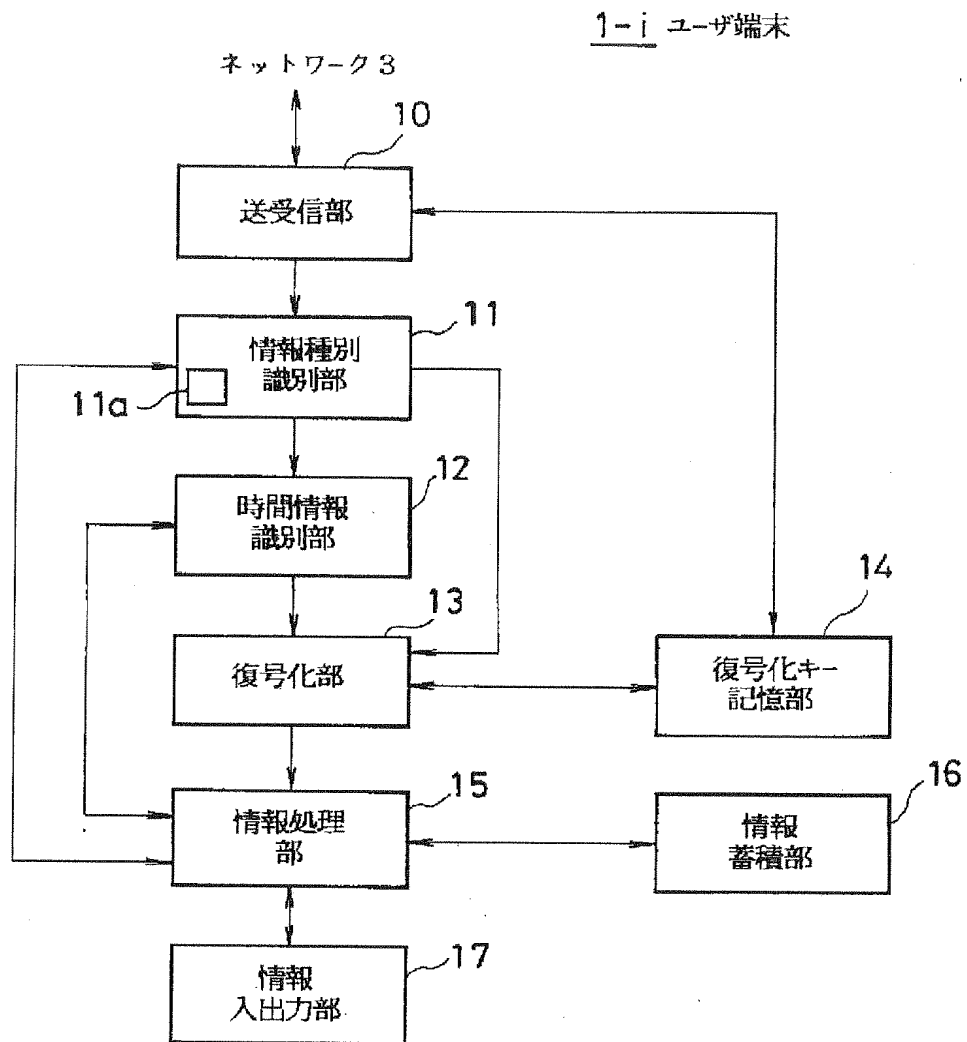 1-i ユーザ端末
ネットワーク3
10
送受信部
11
情報種別
識別部
11a
12
時間情報
識別部
13
復号化部
14
復号化キー
記憶部
15
情報処理
部
16
情報
蓄積部
17
情報
入出力部